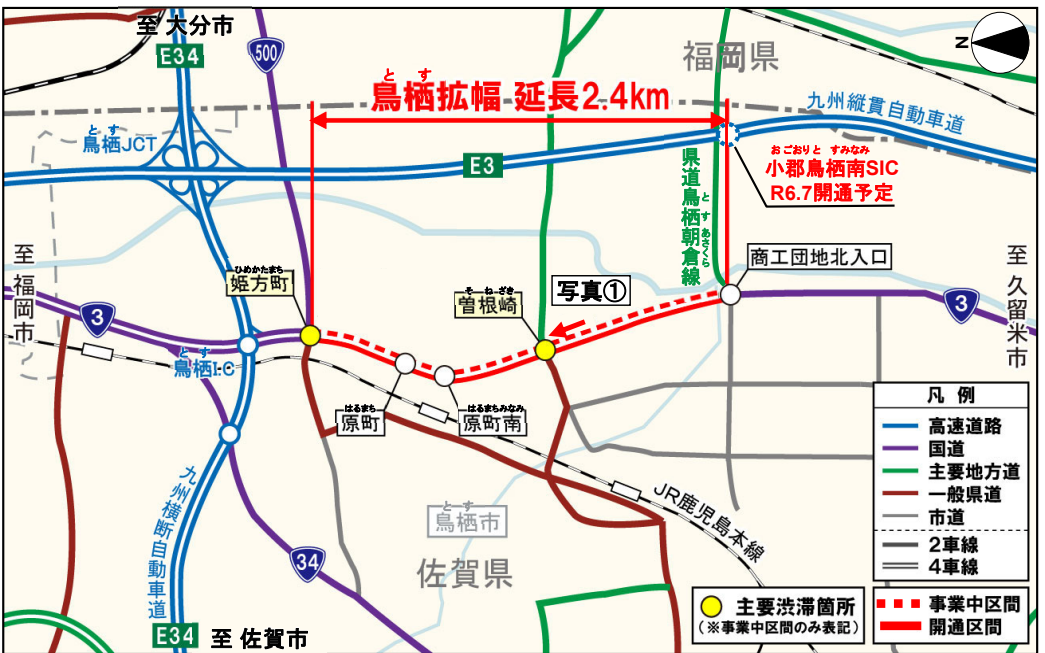 至 大分市
E34
500
福岡県
N
とす
鳥栖拡幅 延長2.4km
九州縦貫自動車道
とす
鳥栖JCT
E3
おごおりとすみなみ
小郡鳥栖南SIC
R6.7開通予定
県道鳥栖朝倉線
とすあさくら
至 福岡市
ひめかたまち
姫方町
そねざき
曽根崎
写真①
商工団地北入口
至 久留米市
3
3
とす
鳥栖I.C
はるまち
原町
はるまちみなみ
原町南
九州横断自動車道
JR鹿児島本線
とす
鳥栖市
佐賀県
34
E34
至 佐賀市
凡 例
高速道路
国道
主要地方道
一般県道
市道
2車線
4車線
主要渋滞箇所
(※事業中区間のみ表記)
事業中区間
開通区間